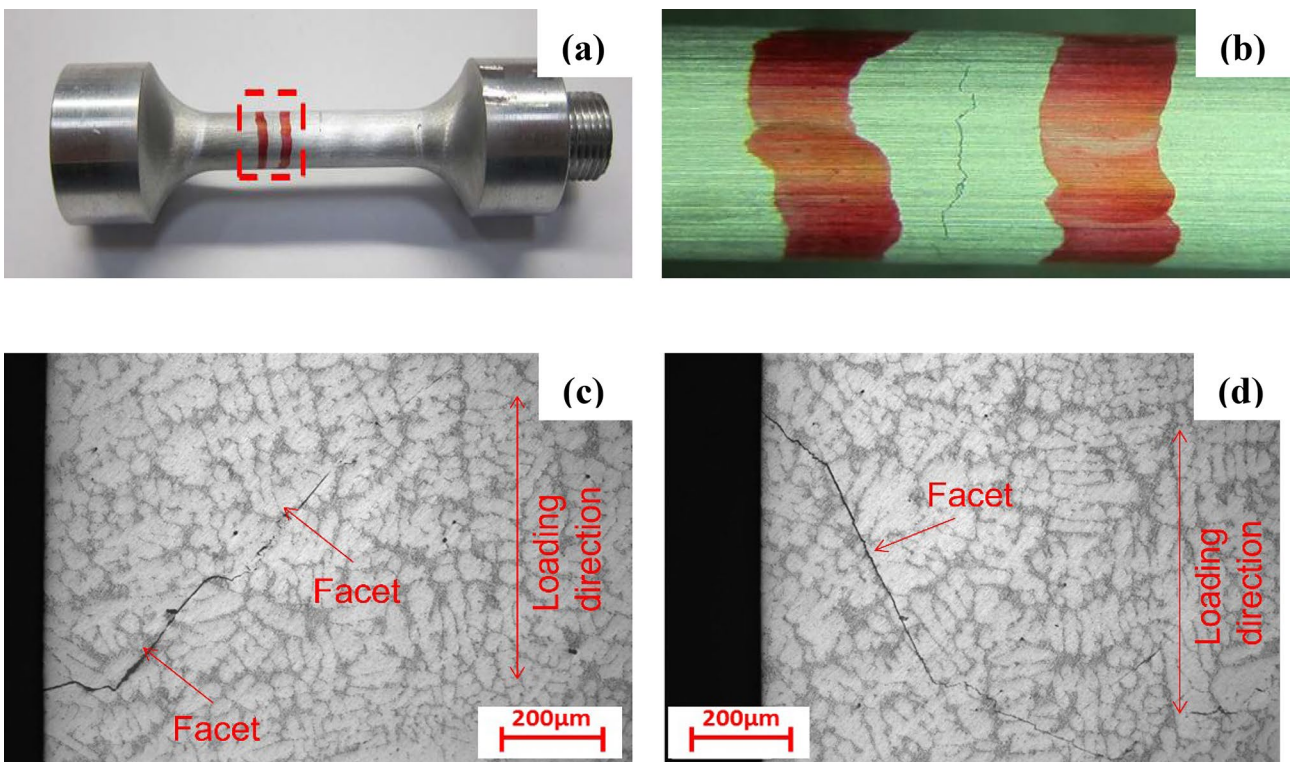 (a)
(b)
(c)
Facet
Facet
Loading
direction
200μm
(d)
Facet
Loading
direction
200μm